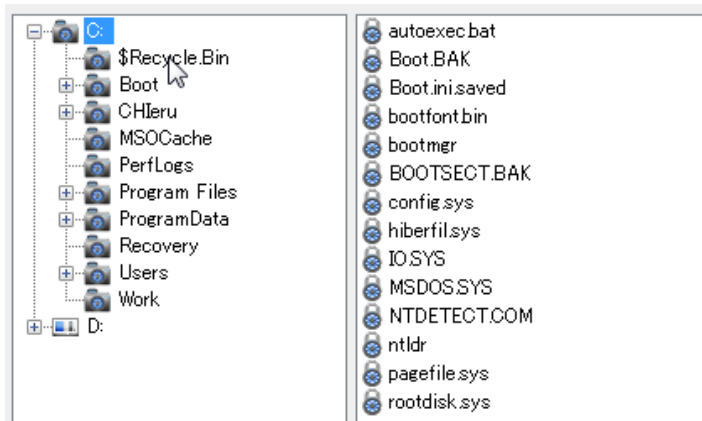 C:
$Recycle.Bin
Boot
CHIeru
MSOCache
PerfLogs
Program Files
ProgramData
Recovery
Users
Work
D:
autoexec.bat
Boot.BAK
Boot.ini.saved
bootfont.bin
bootmgr
BOOTSECT.BAK
config.sys
hiberfil.sys
IO.SYS
MSDOS.SYS
NTDETECT.COM
ntldr
pagefile.sys
rootdisk.sys